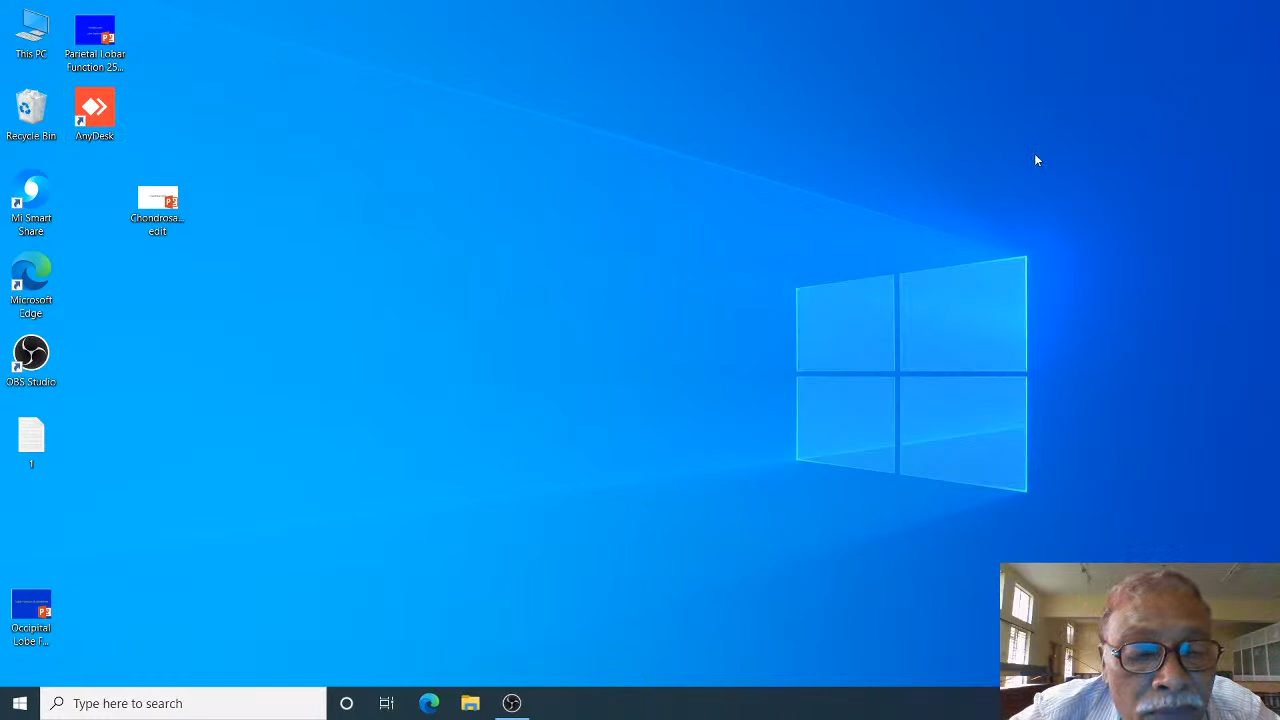 This PC
Parietal Lobar
Function 25...
Recycle Bin
AnyDesk
Mi Smart
Share
Chondrosa...
edit
Microsoft
Edge
OBS Studio
1
Occipital
Lobe F...
Type here to search